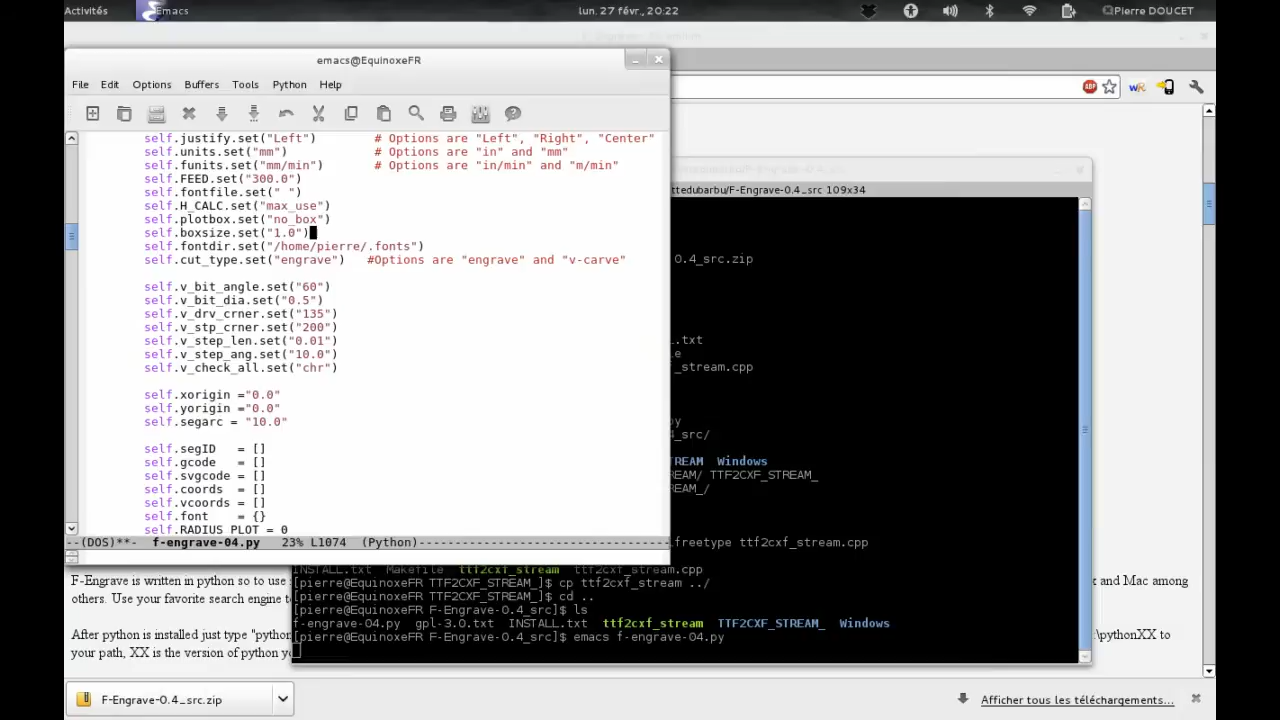 Activités
Emacs
lun. 27 févr., 20:22
Pierre DOUCET
emacs@EquinoxeFR
File Edit Options Buffers Tools Python Help
self.justify.set("Left") # Options are "Left", "Right", "Center"
self.units.set("mm") # Options are "in" and "mm"
self.funits.set("mm/min") # Options are "in/min" and "m/min"
self.FEED.set("300.0")
self.fontfile.set(" ")
self.H_CALC.set("max_use")
self.plotbox.set("no_box")
self.boxsize.set("1.0")
self.fontdir.set("/home/pierre/.fonts")
self.cut_type.set("engrave") #Options are "engrave" and "v-carve"
self.v_bit_angle.set("60")
self.v_bit_dia.set("0.5")
self.v_drv_crner.set("135")
self.v_stp_crner.set("200")
self.v_step_len.set("0.01")
self.v_step_ang.set("10.0")
self.v_check_all.set("chr")
self.xorigin ="0.0"
self.yorigin ="0.0"
self.segarc = "10.0"
self.segID = []
self.gcode = []
self.svgcode = []
self.coords = []
self.vcoords = []
self.font = {}
self.RADIUS_PLOT = 0
--(DOS)**- f-engrave-04.py 23% L1074 (Python)
ABP
ttedubarbu/F-Engrave-0.4_src 109x34
0.4_src.zip
.txt
le
f_stream.cpp
py
4_src/
REAM Windows
REAM/ TTF2CXF_STREAM_
REAM_/
lfreetype ttf2cxf_stream.cpp
INSTALL.txt Makefile ttf2cxf_stream ttf2cxf_stream.cpp
[pierre@EquinoxeFR TTF2CXF_STREAM_]$ cp ttf2cxf_stream ../
[pierre@EquinoxeFR TTF2CXF_STREAM_]$ cd ..
[pierre@EquinoxeFR F-Engrave-0.4_src]$ ls
f-engrave-04.py gpl-3.0.txt INSTALL.txt ttf2cxf_stream TTF2CXF_STREAM_ Windows
[pierre@EquinoxeFR F-Engrave-0.4_src]$ emacs f-engrave-04.py
F-Engrave is written in python so to use
x and Mac among
others. Use your favorite search engine t
After python is installed just type "python
:\pythonXX to
your path, XX is the version of python y
F-Engrave-0.4_src.zip
Afficher tous les téléchargements...